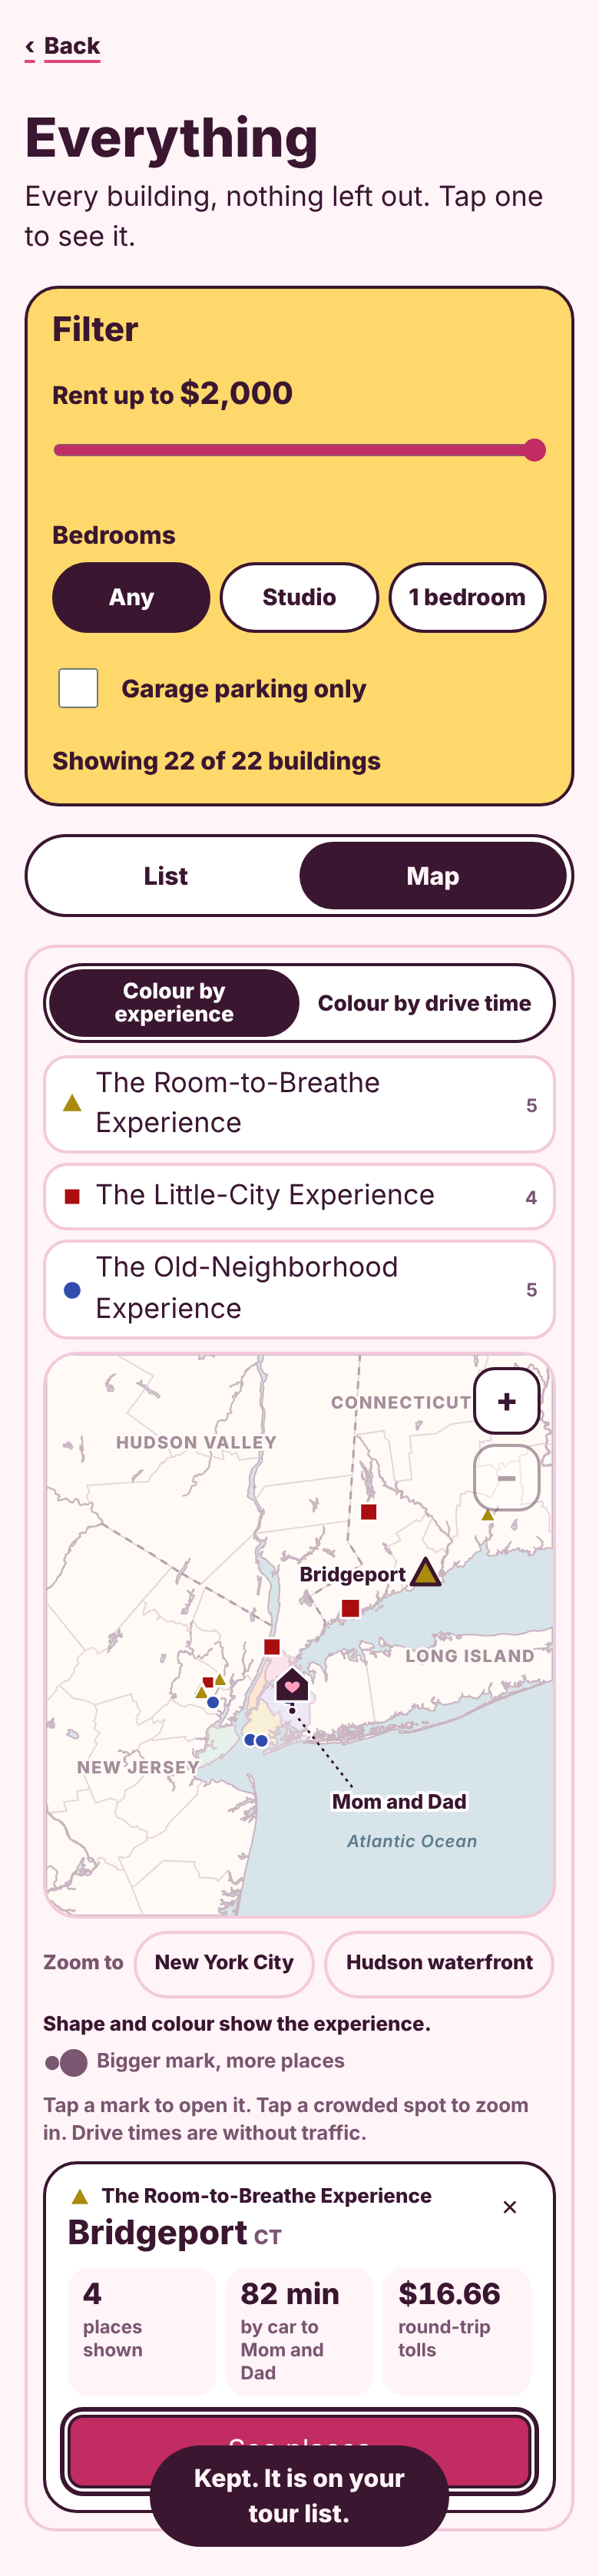 ‹ Back
Everything
Every building, nothing left out. Tap one
to see it.
Filter
Rent up to $2,000
Bedrooms
Any
Studio
1 bedroom
Garage parking only
Showing 22 of 22 buildings
List
Map
Colour by
experience
Colour by drive time
The Room-to-Breathe
Experience
5
The Little-City Experience
4
The Old-Neighborhood
Experience
5
CONNECTICUT
+
−
HUDSON VALLEY
Bridgeport
LONG ISLAND
NEW JERSEY
Mom and Dad
Atlantic Ocean
Zoom to
New York City
Hudson waterfront
Shape and colour show the experience.
Bigger mark, more places
Tap a mark to open it. Tap a crowded spot to zoom
in. Drive times are without traffic.
The Room-to-Breathe Experience
×
Bridgeport CT
4
places
shown
82 min
by car to
Mom and
Dad
$16.66
round-trip
tolls
Kept. It is on your
tour list.